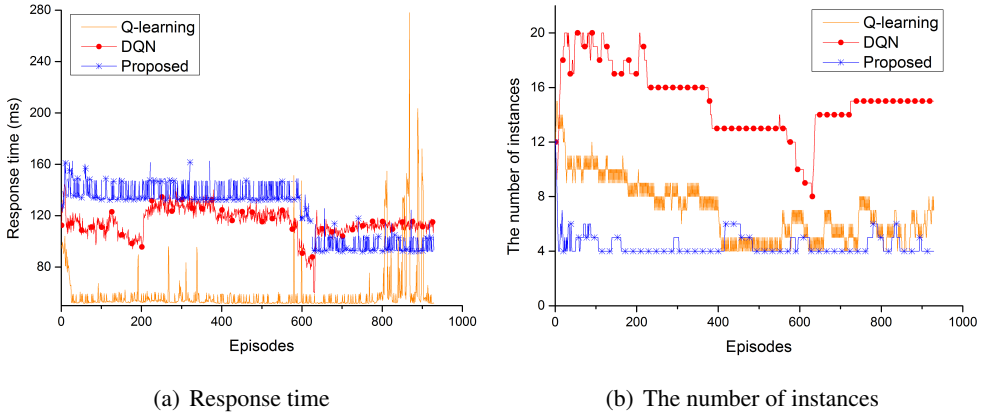 280
240
200
160
120
80
Response time (ms)
Q-learning
DQN
Proposed
0 200 400 600 800 1000
Episodes
(a) Response time
20
16
12
8
4
0
The number of instances
Q-learning
DQN
Proposed
0 200 400 600 800 1000
Episodes
(b) The number of instances